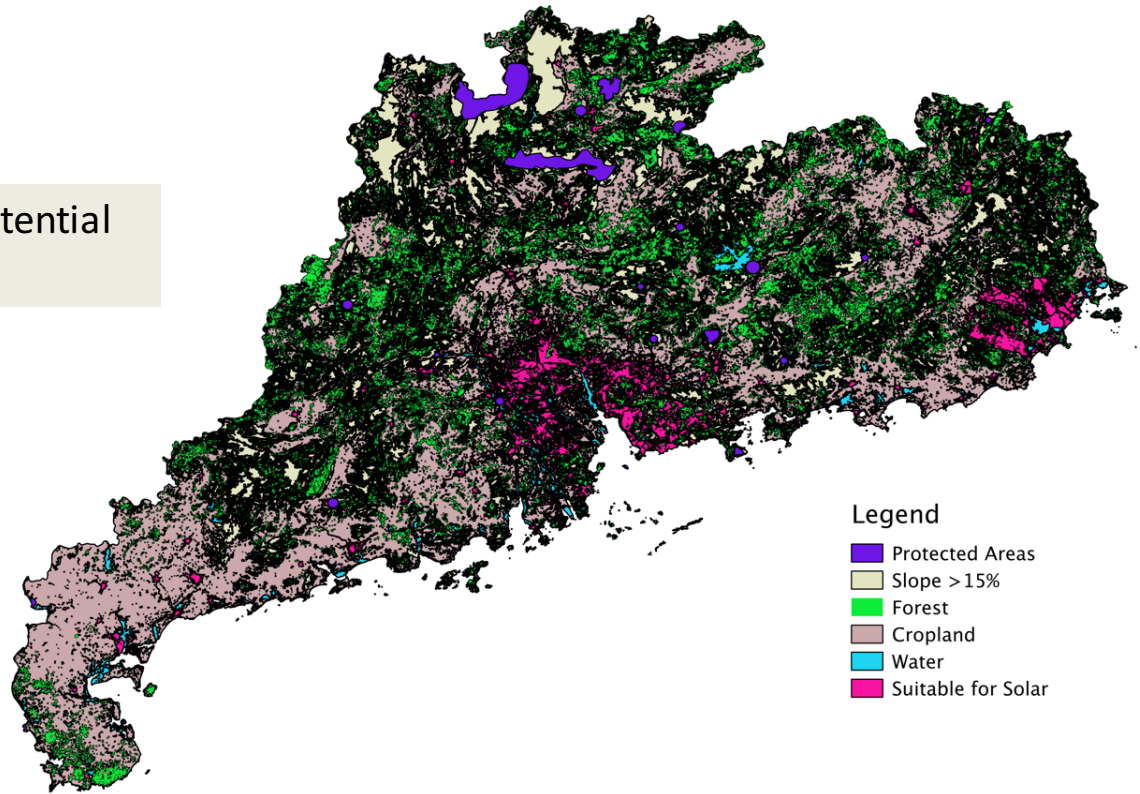 tential
Legend
Protected Areas
Slope >15%
Forest
Cropland
Water
Suitable for Solar